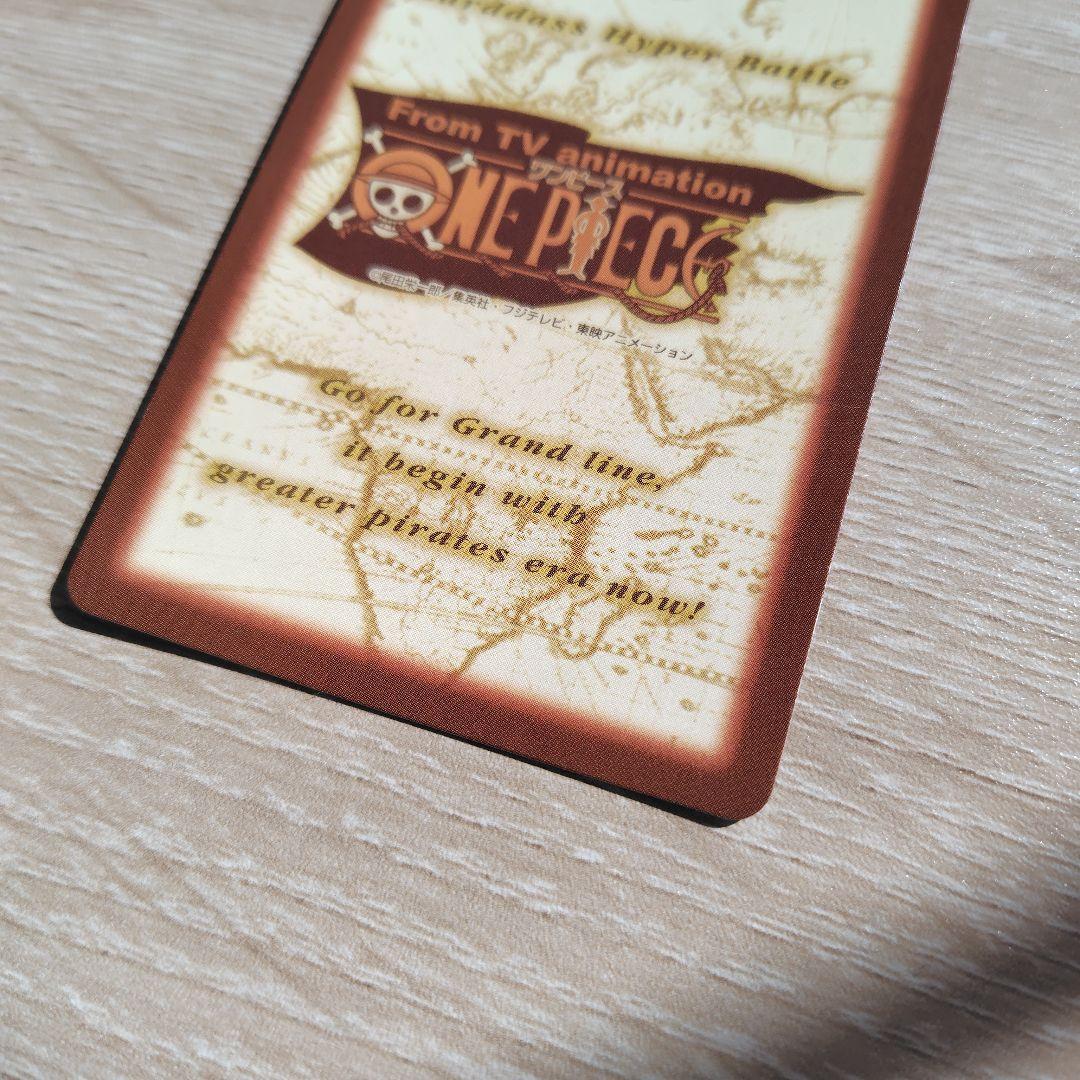 Carddass Hyper Battle
From TV animation
ワンピース
ONE PIECE
©尾田栄一郎/集英社・フジテレビ・東映アニメーション
Go for Grand line,
it begin with
greater pirates era now!